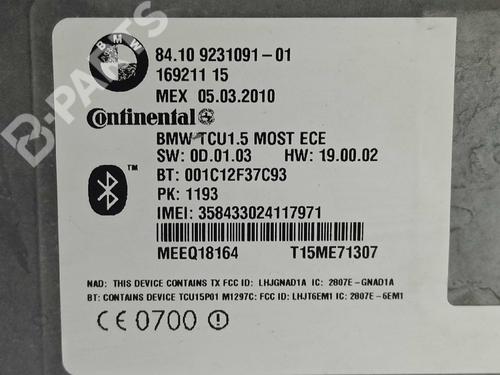 BMW
84.10 9231091-01
169211 15
MEX 05.03.2010
Continental
BMW TCU1.5 MOST ECE
SW: 0D.01.03 HW: 19.00.02
BT: 001C12F37C93
PK: 1193
IMEI: 358433024117971
MEEQ18164 T15ME71307
NAD: THIS DEVICE CONTAINS TX FCC ID: LHJGNAD1A IC: 2807E-GNAD1A
BT: CONTAINS DEVICE TCU15P01 M1297C: FCC ID: LHJT6EM1 IC: 2807E-6EM1
CE 0700 !
B-PARTS
B-PARTS